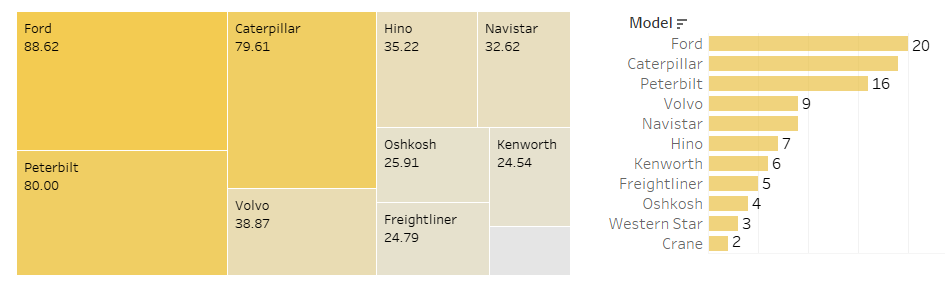 Ford
88.62
Caterpillar
79.61
Hino
35.22
Navistar
32.62
Peterbilt
80.00
Volvo
38.87
Oshkosh
25.91
Kenworth
24.54
Freightliner
24.79
Model
Ford 20
Caterpillar
Peterbilt 16
Volvo 9
Navistar
Hino 7
Kenworth 6
Freightliner 5
Oshkosh 4
Western Star 3
Crane 2